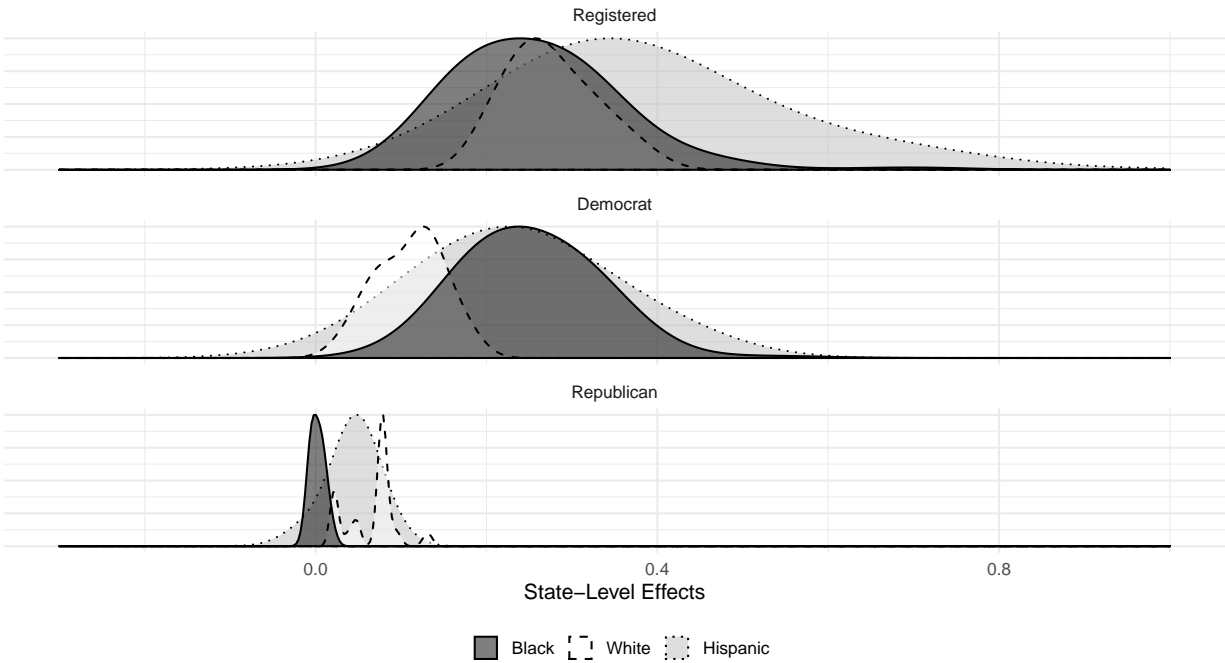 Registered
Democrat
Republican
0.0 0.4 0.8
State−Level Effects
Black White Hispanic